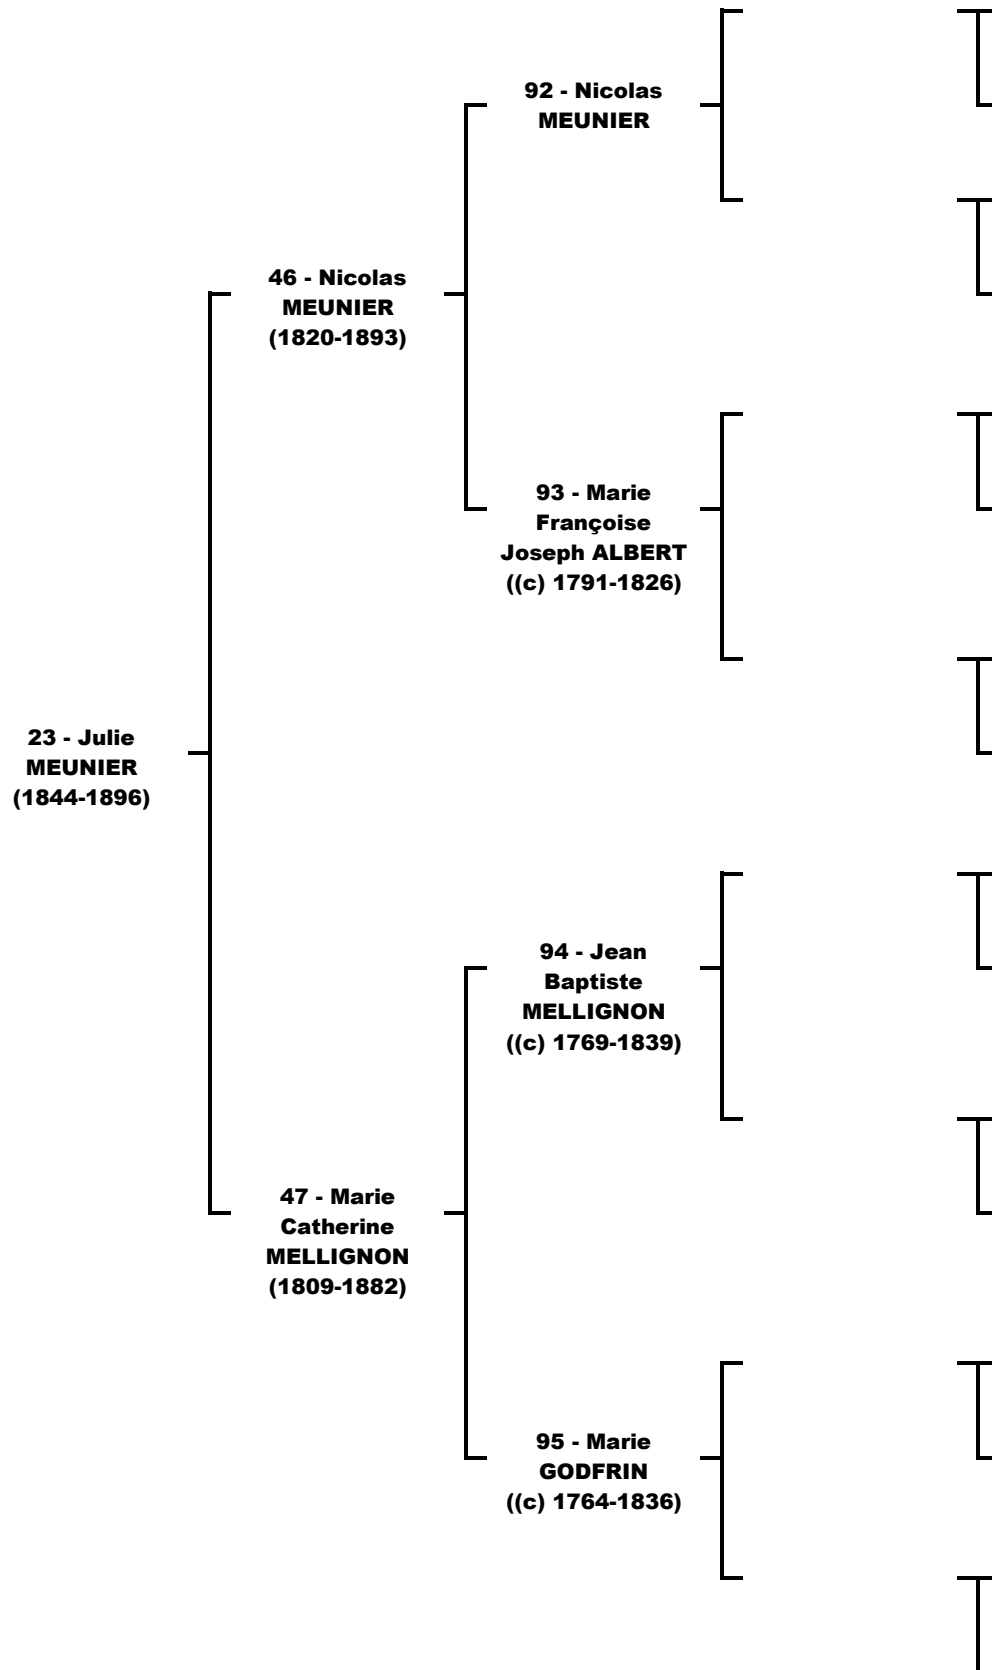 92 - Nicolas
MEUNIER
46 - Nicolas
MEUNIER
(1820-1893)
93 - Marie
Françoise
Joseph ALBERT
((c) 1791-1826)
23 - Julie
MEUNIER
(1844-1896)
94 - Jean
Baptiste
MELLIGNON
((c) 1769-1839)
47 - Marie
Catherine
MELLIGNON
(1809-1882)
95 - Marie
GODFRIN
((c) 1764-1836)